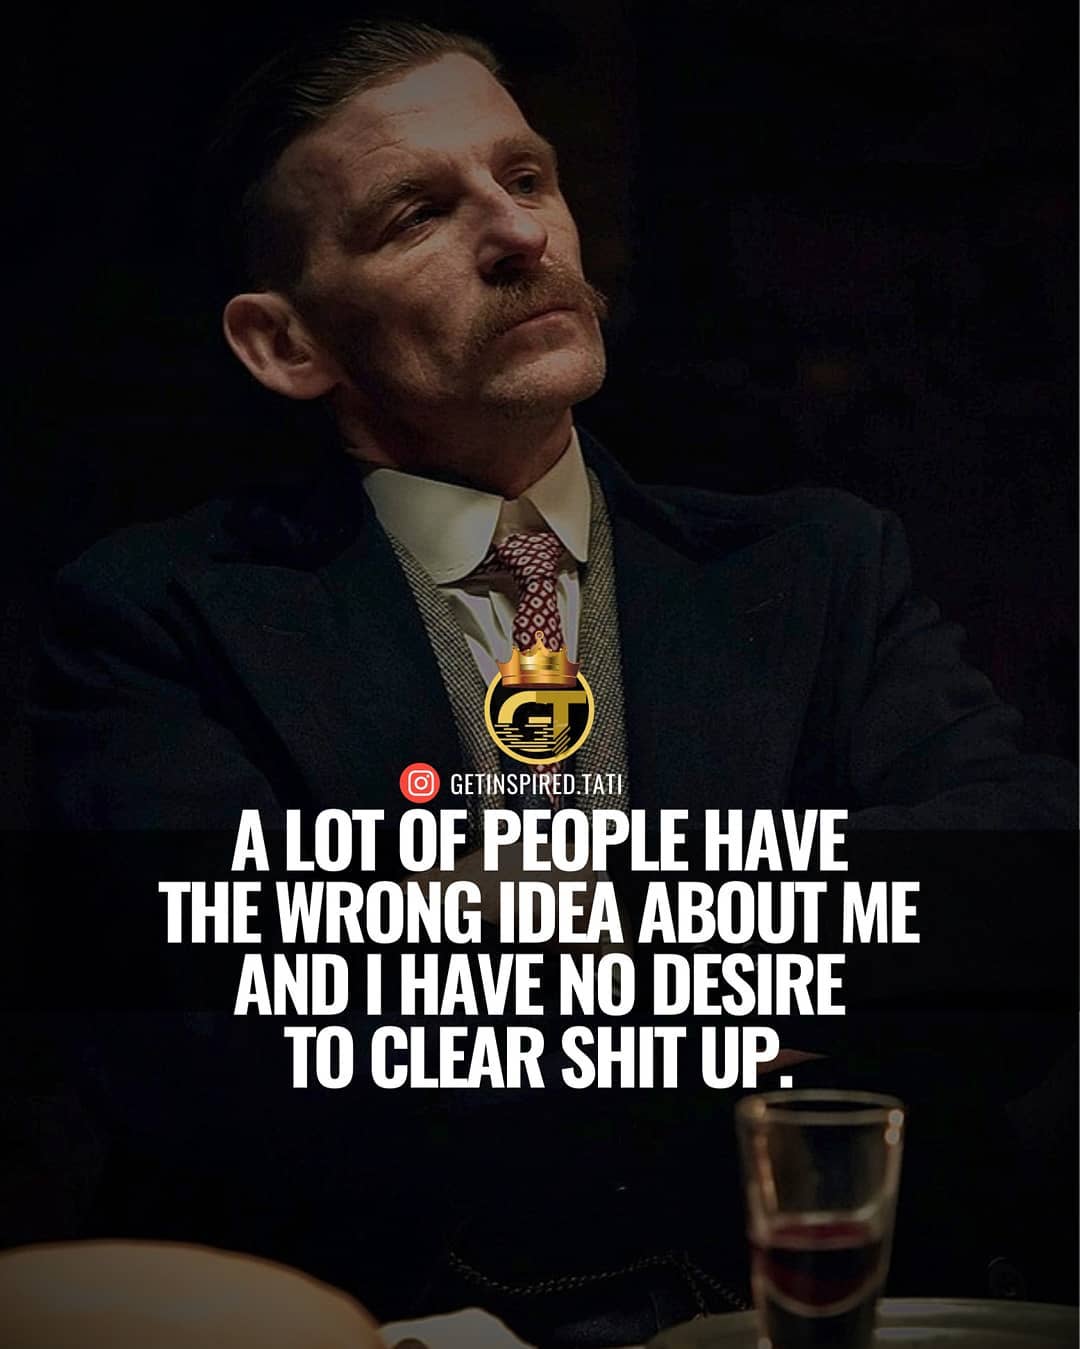 GT
GETINSPIRED.TATI
A LOT OF PEOPLE HAVE
THE WRONG IDEA ABOUT ME
AND I HAVE NO DESIRE
TO CLEAR SHIT UP.